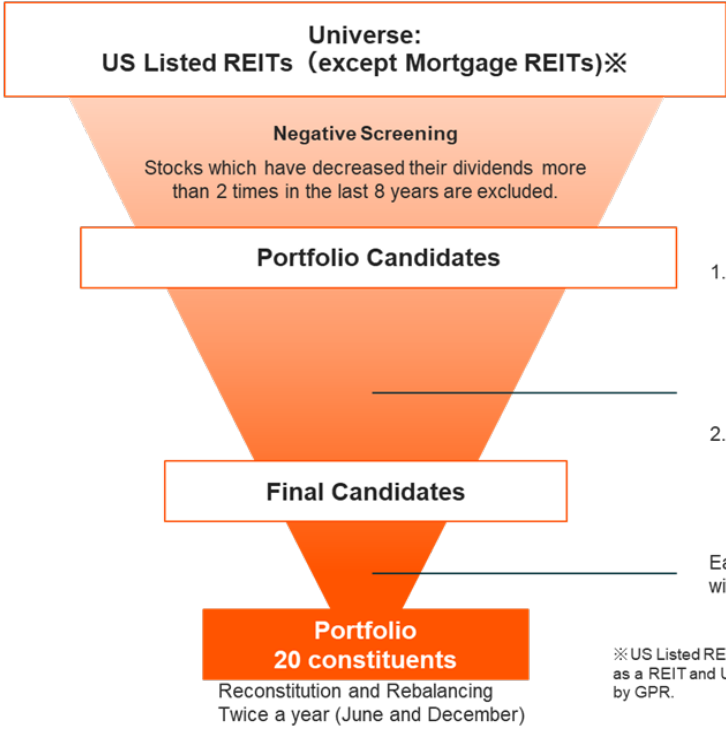 Universe:
US Listed REITs（except Mortgage REITs)※
Negative Screening
Stocks which have decreased their dividends more
than 2 times in the last 8 years are excluded.
Portfolio Candidates
1.
2.
Final Candidates
Portfolio
20 constituents
Reconstitution and Rebalancing
Twice a year (June and December)
※US Listed
as a REIT and
by GPR.